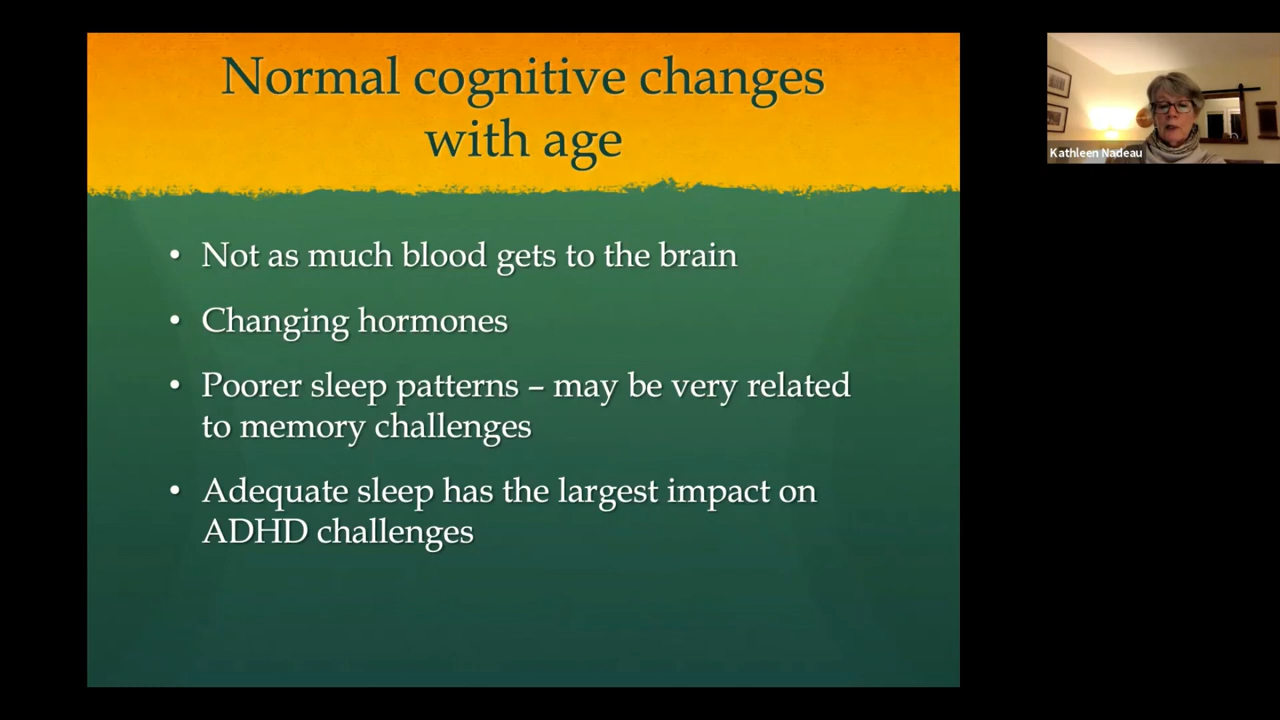 Normal cognitive changes
with age
• Not as much blood gets to the brain
• Changing hormones
• Poorer sleep patterns – may be very related
to memory challenges
• Adequate sleep has the largest impact on
ADHD challenges
Kathleen Nadeau